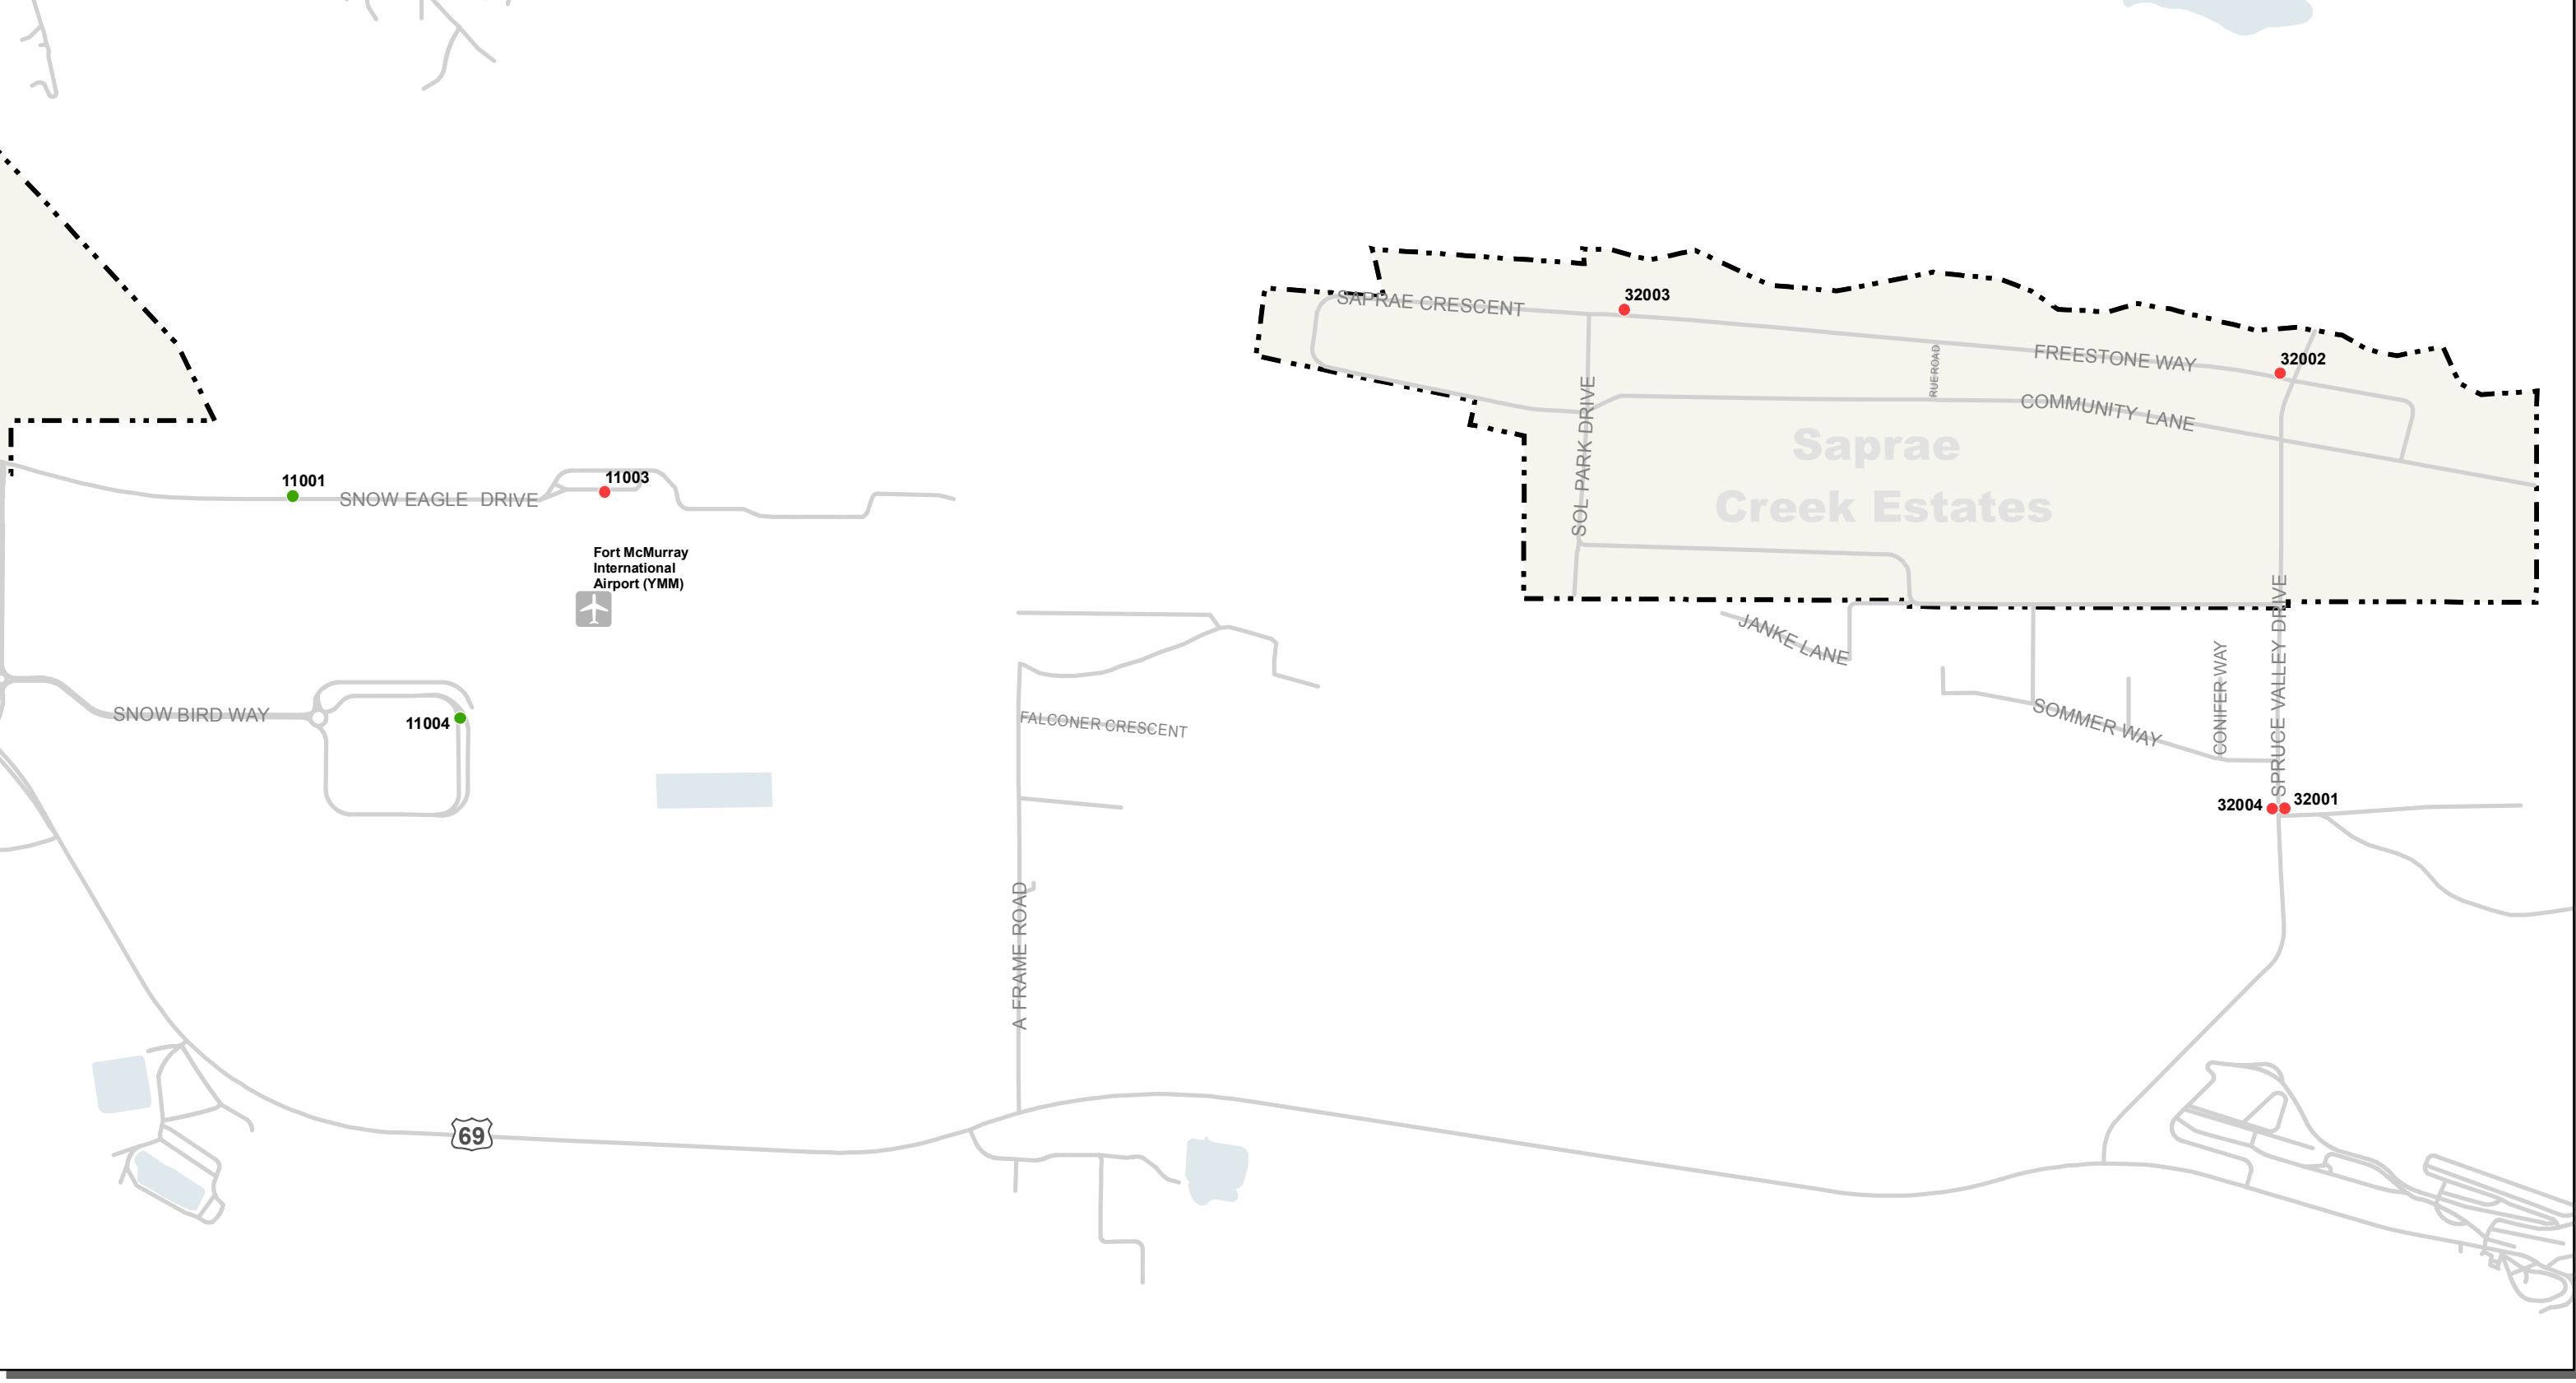 SAPRAE CRESCENT
32003
FREESTONE WAY
32002
RUE ROAD
COMMUNITY LANE
SOL PARK DRIVE
Saprae
Creek Estates
11001
SNOW EAGLE DRIVE
11003
Fort McMurray
International
Airport (YMM)
JANKE LANE
SNOW BIRD WAY
11004
FALCONER CRESCENT
SOMMER WAY
CONIFER WAY
SPRUCE VALLEY DRIVE
32004
32001
A FRAME ROAD
69